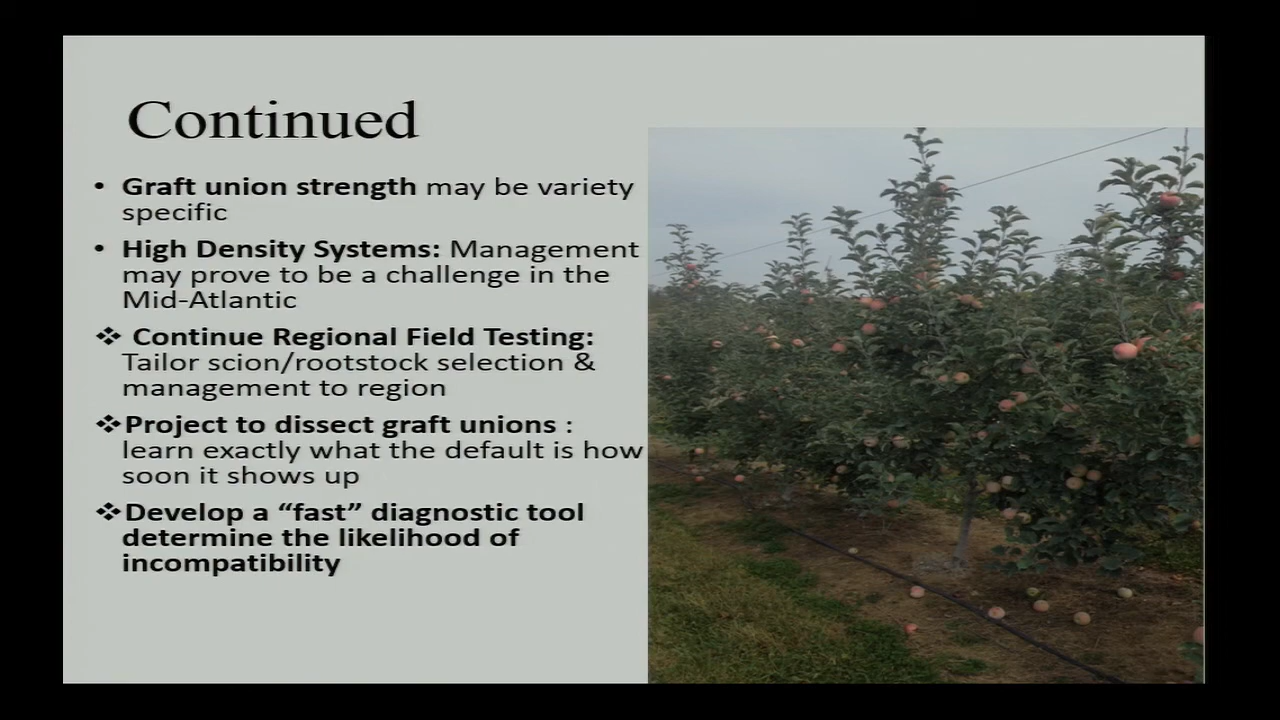 Continued
• Graft union strength may be variety
specific
• High Density Systems: Management
may prove to be a challenge in the
Mid-Atlantic
❖ Continue Regional Field Testing:
Tailor scion/rootstock selection &
management to region
❖Project to dissect graft unions :
learn exactly what the default is how
soon it shows up
❖Develop a “fast” diagnostic tool
determine the likelihood of
incompatibility